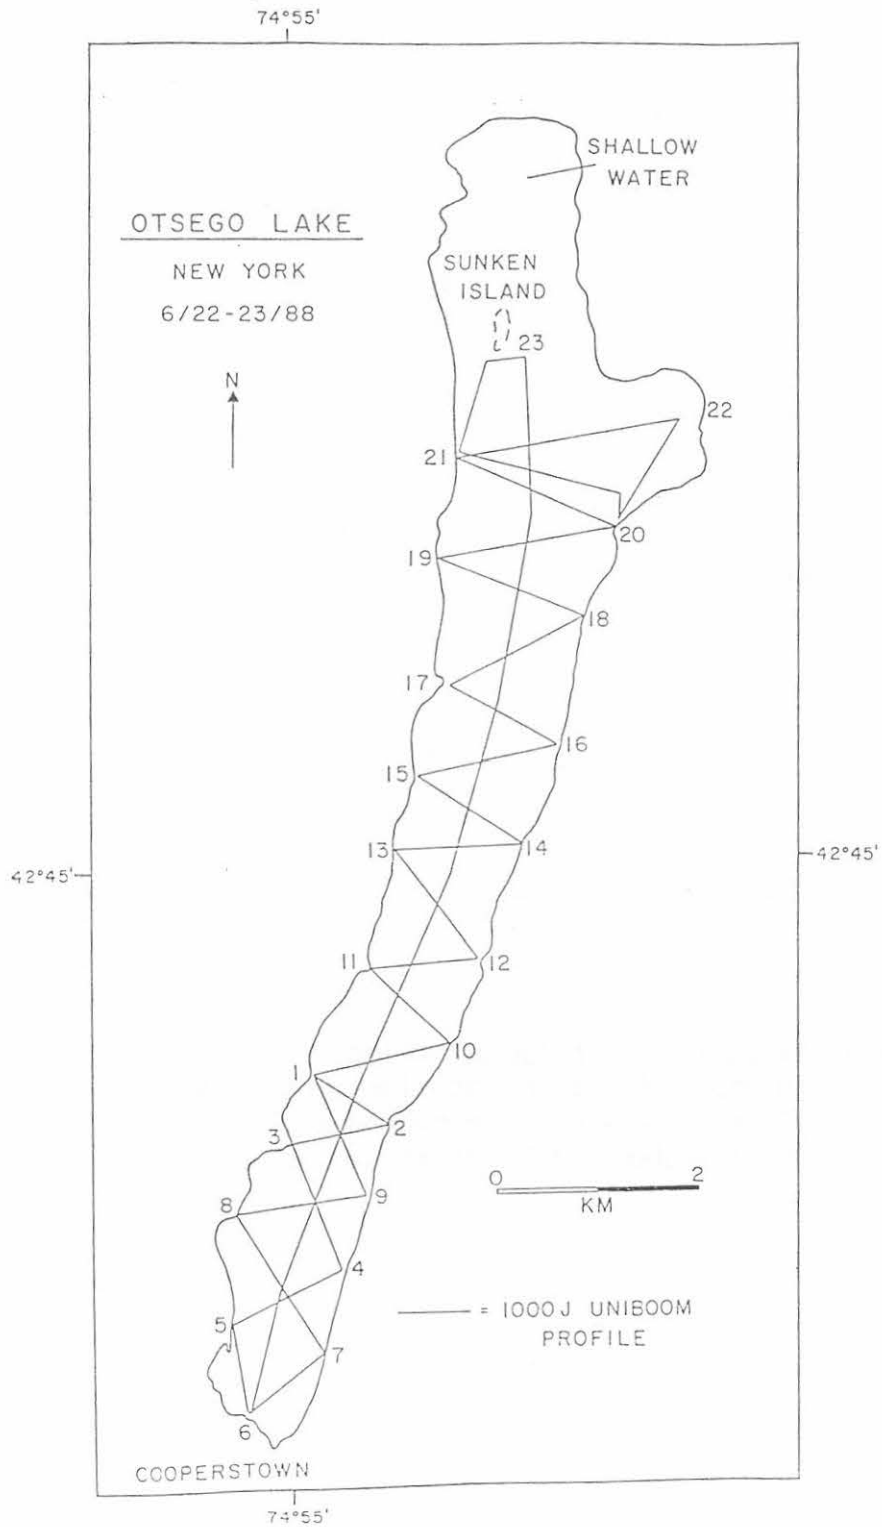 74°55'
SHALLOW
WATER
OTSEGO LAKE
NEW YORK
6/22-23/88
SUNKEN
ISLAND
N
23
22
21
20
19
18
17
16
15
14
13
42°45'
42°45'
12
11
10
1
2
3
0 2
KM
9
8
4
= 1000J UNIBOOM
PROFILE
5
7
6
COOPERSTOWN
74°55'